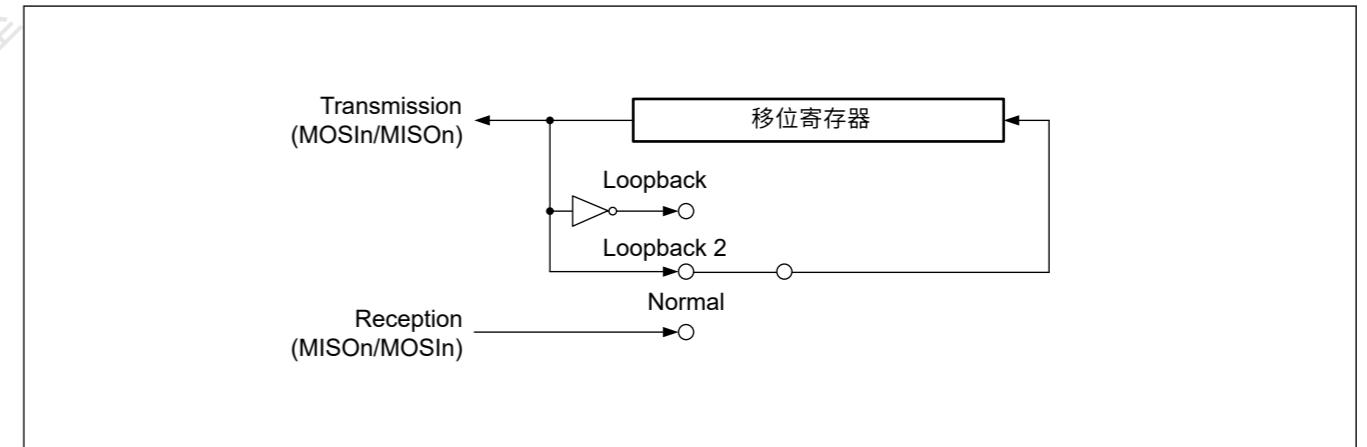 Transmission
(MOSIn/MISOn)
移位寄存器
Loopback
Loopback 2
Normal
Reception
(MISOn/MOSIn)